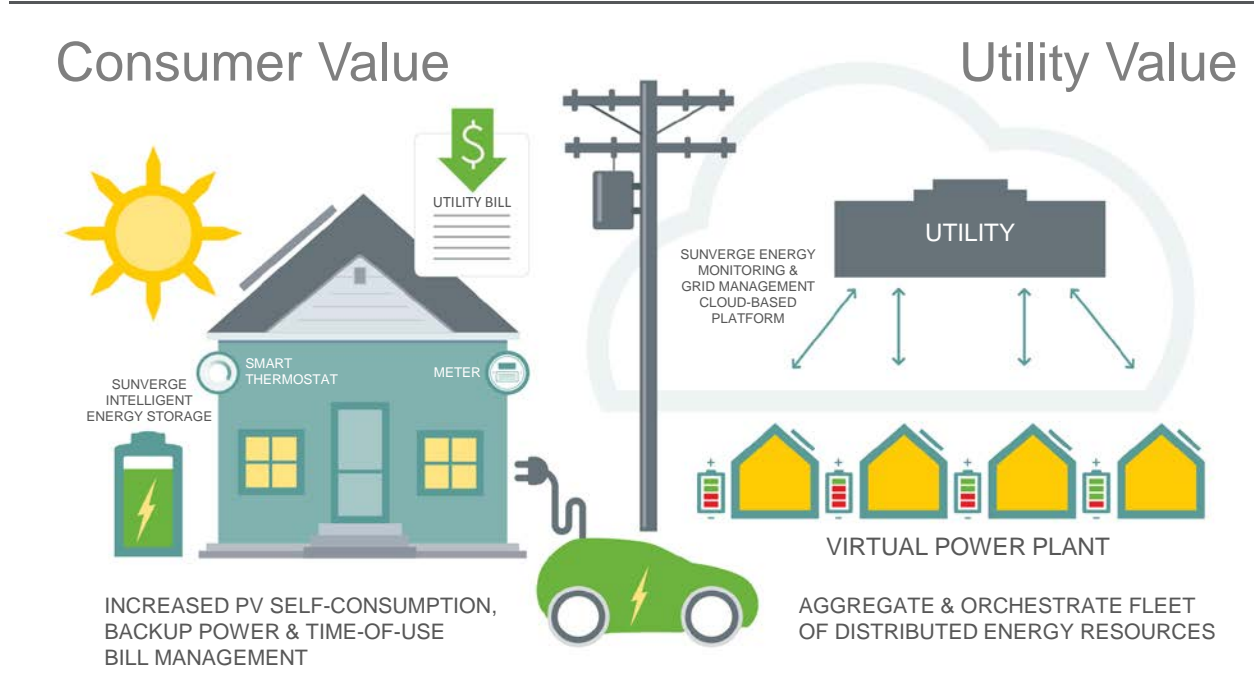 Consumer Value
Utility Value
$
UTILITY BILL
UTILITY
SUNVERGE ENERGY
MONITORING &
GRID MANAGEMENT
CLOUD-BASED
PLATFORM
SMART
THERMOSTAT
METER
SUNVERGE
INTELLIGENT
ENERGY STORAGE
+ + + +
- - - -
VIRTUAL POWER PLANT
INCREASED PV SELF-CONSUMPTION,
BACKUP POWER & TIME-OF-USE
BILL MANAGEMENT
AGGREGATE & ORCHESTRATE FLEET
OF DISTRIBUTED ENERGY RESOURCES